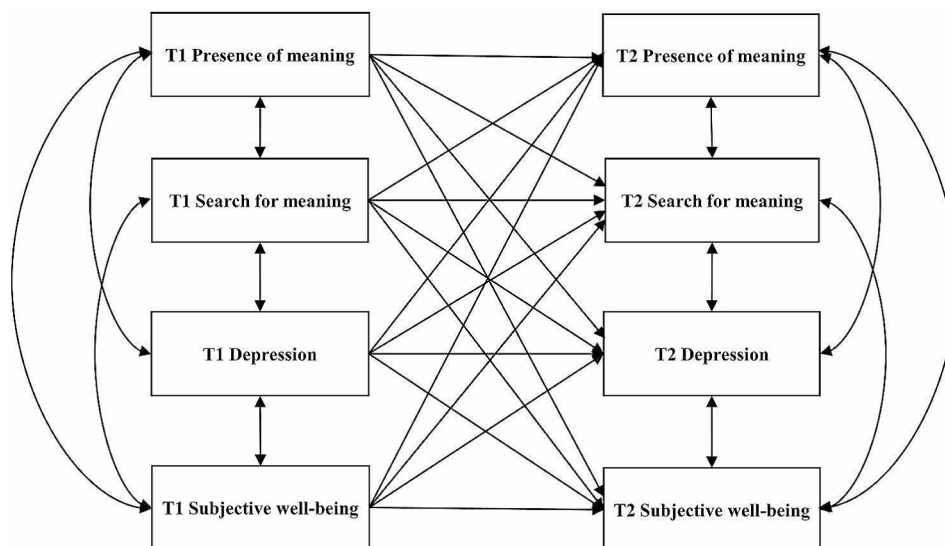 T1 Presence of meaning
T2 Presence of meaning
T1 Search for meaning
T2 Search for meaning
T1 Depression
T2 Depression
T1 Subjective well-being
T2 Subjective well-being